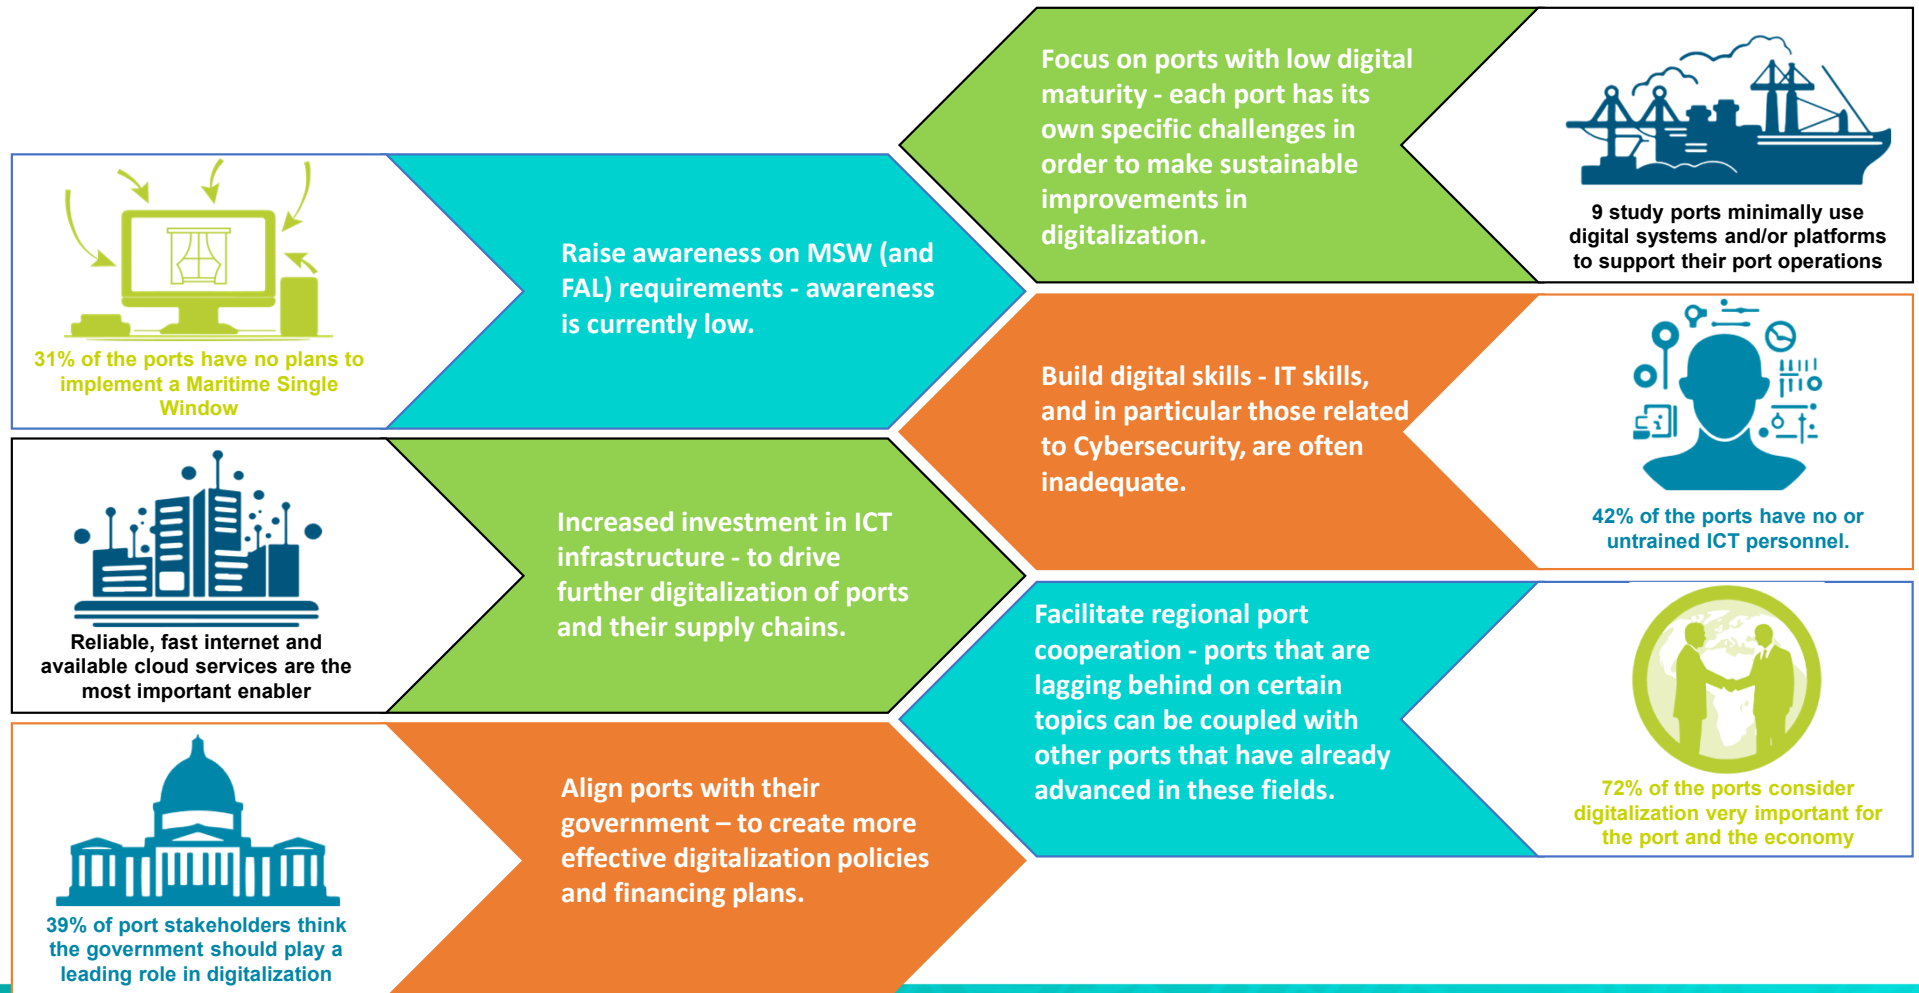 Focus on ports with low digital
maturity - each port has its
own specific challenges in
order to make sustainable
improvements in
digitalization.
9 study ports minimally use
digital systems and/or platforms
to support their port operations
31% of the ports have no plans to
implement a Maritime Single
Window
Raise awareness on MSW (and
FAL) requirements - awareness
is currently low.
Build digital skills - IT skills,
and in particular those related
to Cybersecurity, are often
inadequate.
42% of the ports have no or
untrained ICT personnel.
Reliable, fast internet and
available cloud services are the
most important enabler
Increased investment in ICT
infrastructure - to drive
further digitalization of ports
and their supply chains.
Facilitate regional port
cooperation - ports that are
lagging behind on certain
topics can be coupled with
other ports that have already
advanced in these fields.
72% of the ports consider
digitalization very important for
the port and the economy
39% of port stakeholders think
the government should play a
leading role in digitalization
Align ports with their
government – to create more
effective digitalization policies
and financing plans.